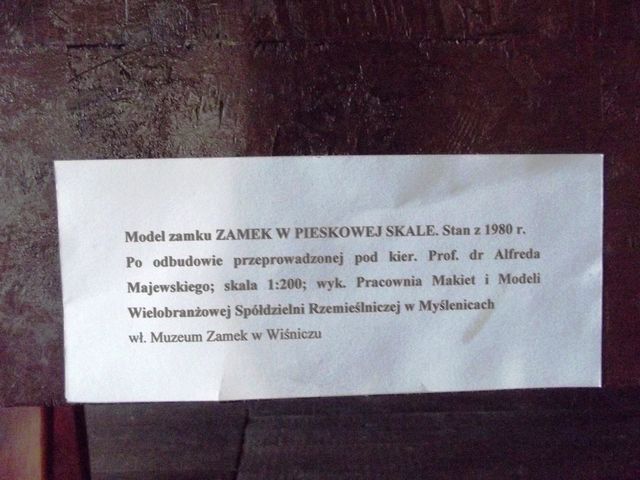 Model zamku ZAMEK W PIESKOWEJ SKALE. Stan z 1980 r.
Po odbudowie przeprowadzonej pod kier. Prof. dr Alfreda
Majewskiego; skala 1:200; wyk. Pracownia Makiet i Modeli
Wielobranżowej Spółdzielni Rzemieślniczej w Myślenicach
wł. Muzeum Zamek w Wiśniczu